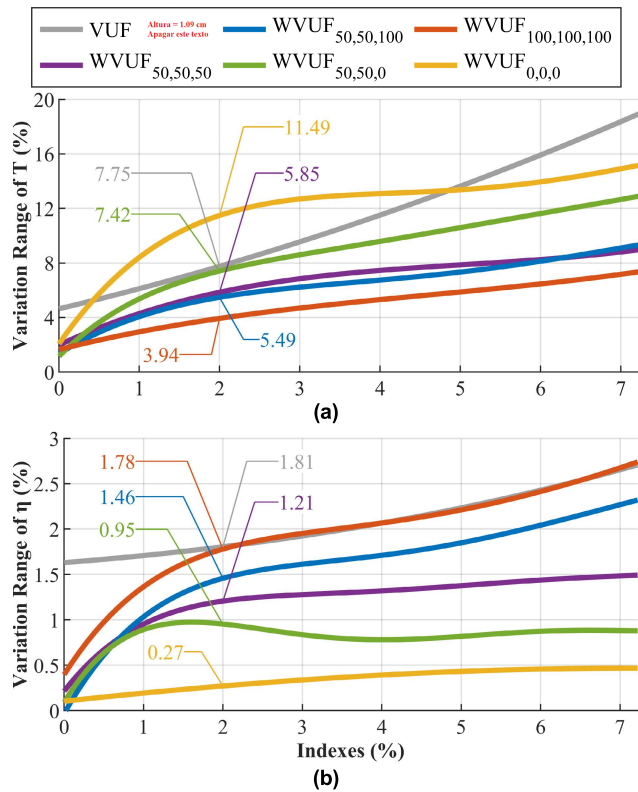 VUF
Altura = 1.09 cm
Apagar este texto
WVUF50,50,100
WVUF100,100,100
WVUF50,50,50
WVUF50,50,0
WVUF0,0,0
Variation Range of T (%)
20
16
12
8
4
0
11.49
7.75
5.85
7.42
5.49
3.94
0 1 2 3 4 5 6 7
(a)
Variation Range of η (%)
3
2.5
2
1.5
1
0.5
0
1.78
1.81
1.46
1.21
0.95
0.27
0 1 2 3 4 5 6 7
Indexes (%)
(b)